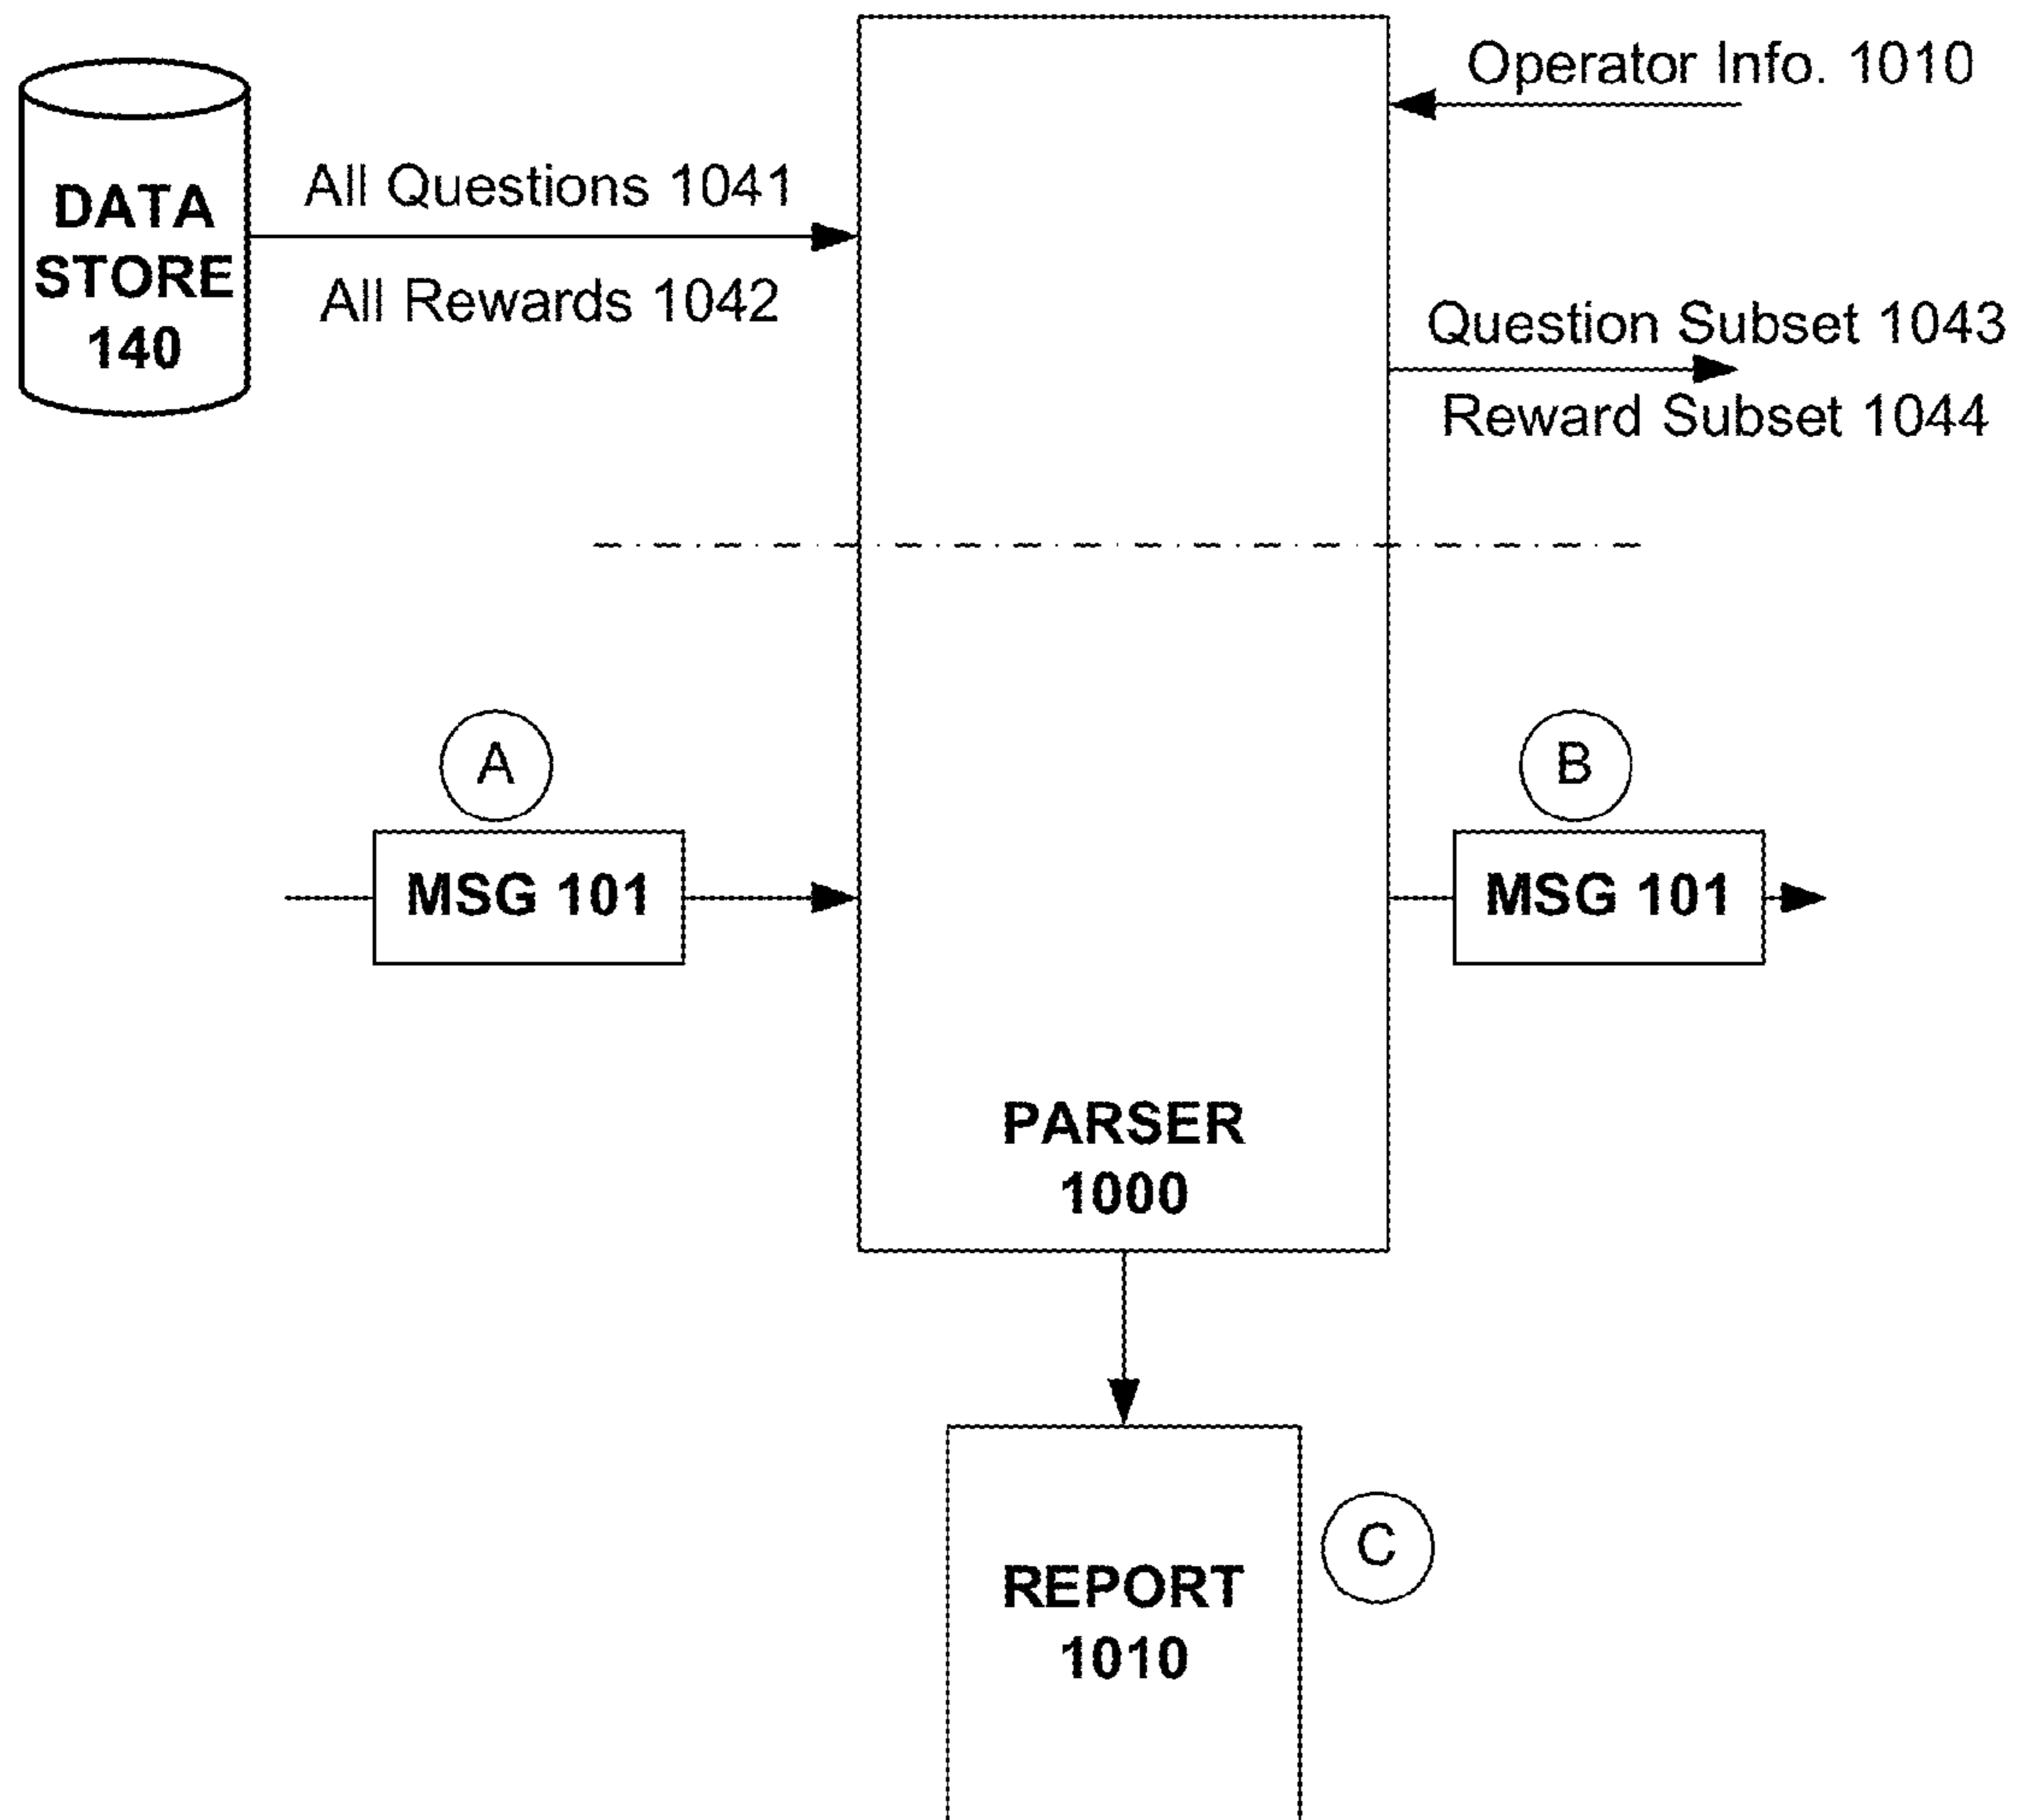 Operator Info. 1010
DATA
STORE
140
All Questions 1041
All Rewards 1042
Question Subset 1043
Reward Subset 1044
A
MSG 101
B
MSG 101
PARSER
1000
REPORT
1010
C